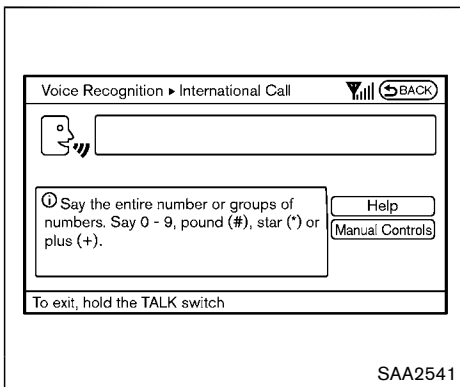 Voice Recognition ▸ International Call
BACK
ⓘ Say the entire number or groups of
numbers. Say 0 - 9, pound (#), star (*) or
plus (+).
Help
Manual Controls
To exit, hold the TALK switch
SAA2541